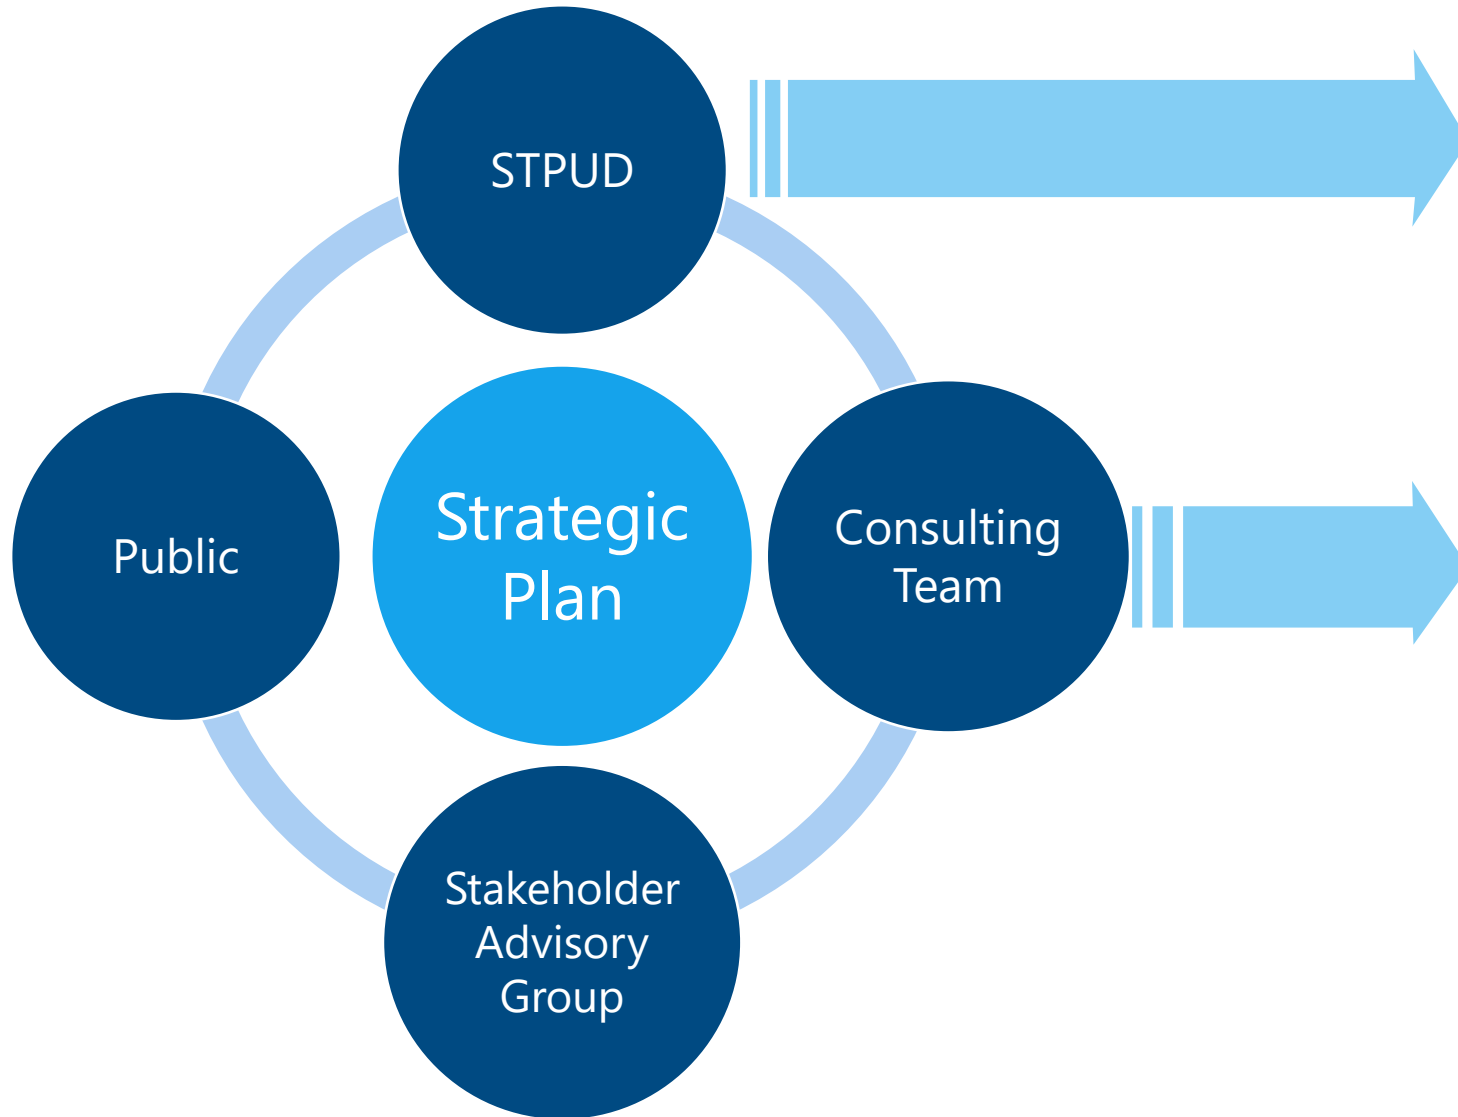 STPUD
Strategic
Plan
Public
Consulting
Team
Stakeholder
Advisory
Group